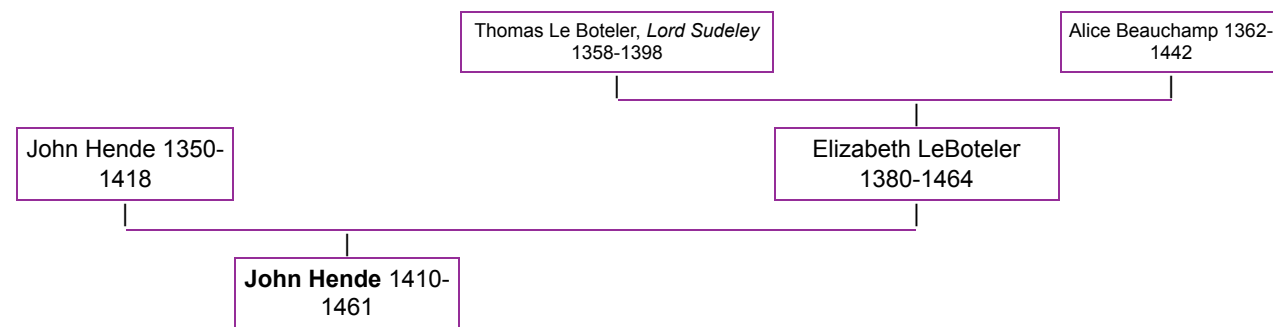 Thomas Le Boteler, Lord Sudeley
1358-1398
Alice Beauchamp 1362-
1442
John Hende 1350-
1418
Elizabeth LeBoteler
1380-1464
John Hende 1410-
1461